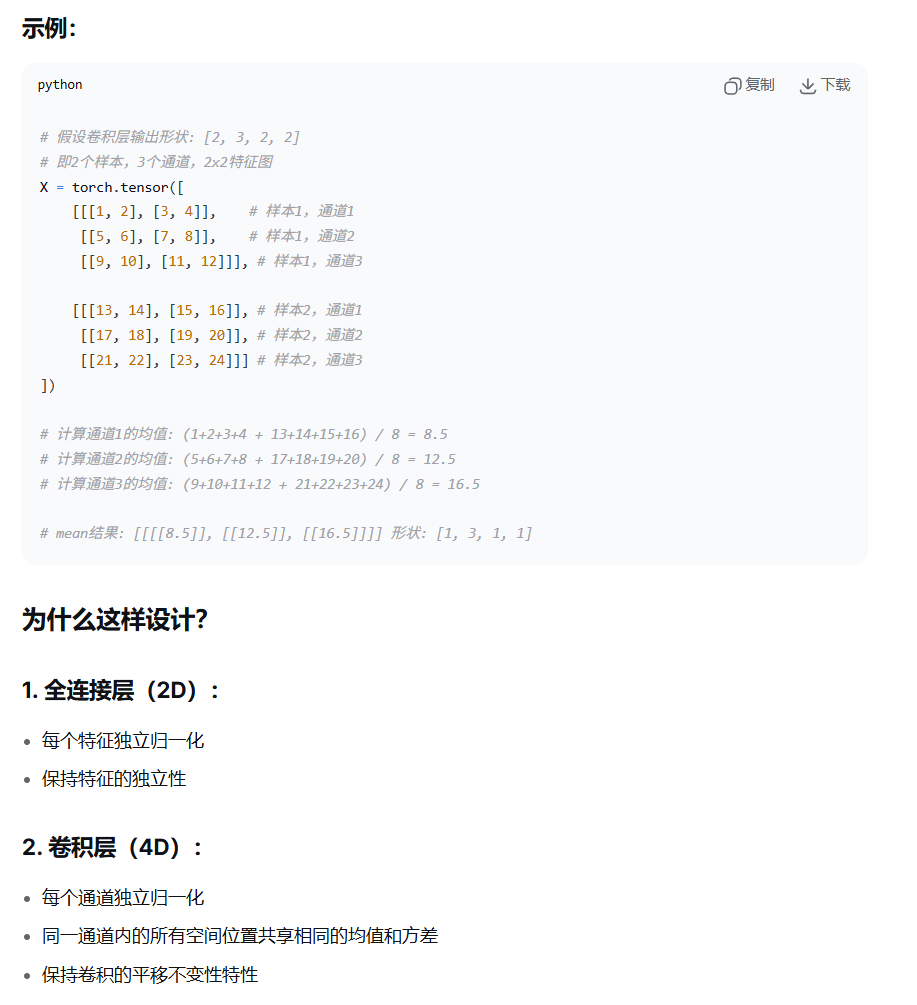 示例：
python
复制
下载
# 假设卷积层输出形状: [2, 3, 2, 2]
# 即2个样本，3个通道，2x2特征图
X = torch.tensor([
    [[[1, 2], [3, 4]],    # 样本1，通道1
     [[5, 6], [7, 8]],    # 样本1，通道2
     [[9, 10], [11, 12]]], # 样本1，通道3
    [[[13, 14], [15, 16]], # 样本2，通道1
     [[17, 18], [19, 20]], # 样本2，通道2
     [[21, 22], [23, 24]]] # 样本2，通道3
])
# 计算通道1的均值: (1+2+3+4 + 13+14+15+16) / 8 = 8.5
# 计算通道2的均值: (5+6+7+8 + 17+18+19+20) / 8 = 12.5
# 计算通道3的均值: (9+10+11+12 + 21+22+23+24) / 8 = 16.5
# mean结果: [[[[8.5]], [[12.5]], [[16.5]]]] 形状: [1, 3, 1, 1]
为什么这样设计？
1. 全连接层（2D）：
• 每个特征独立归一化
• 保持特征的独立性
2. 卷积层（4D）：
• 每个通道独立归一化
• 同一通道内的所有空间位置共享相同的均值和方差
• 保持卷积的平移不变性特性